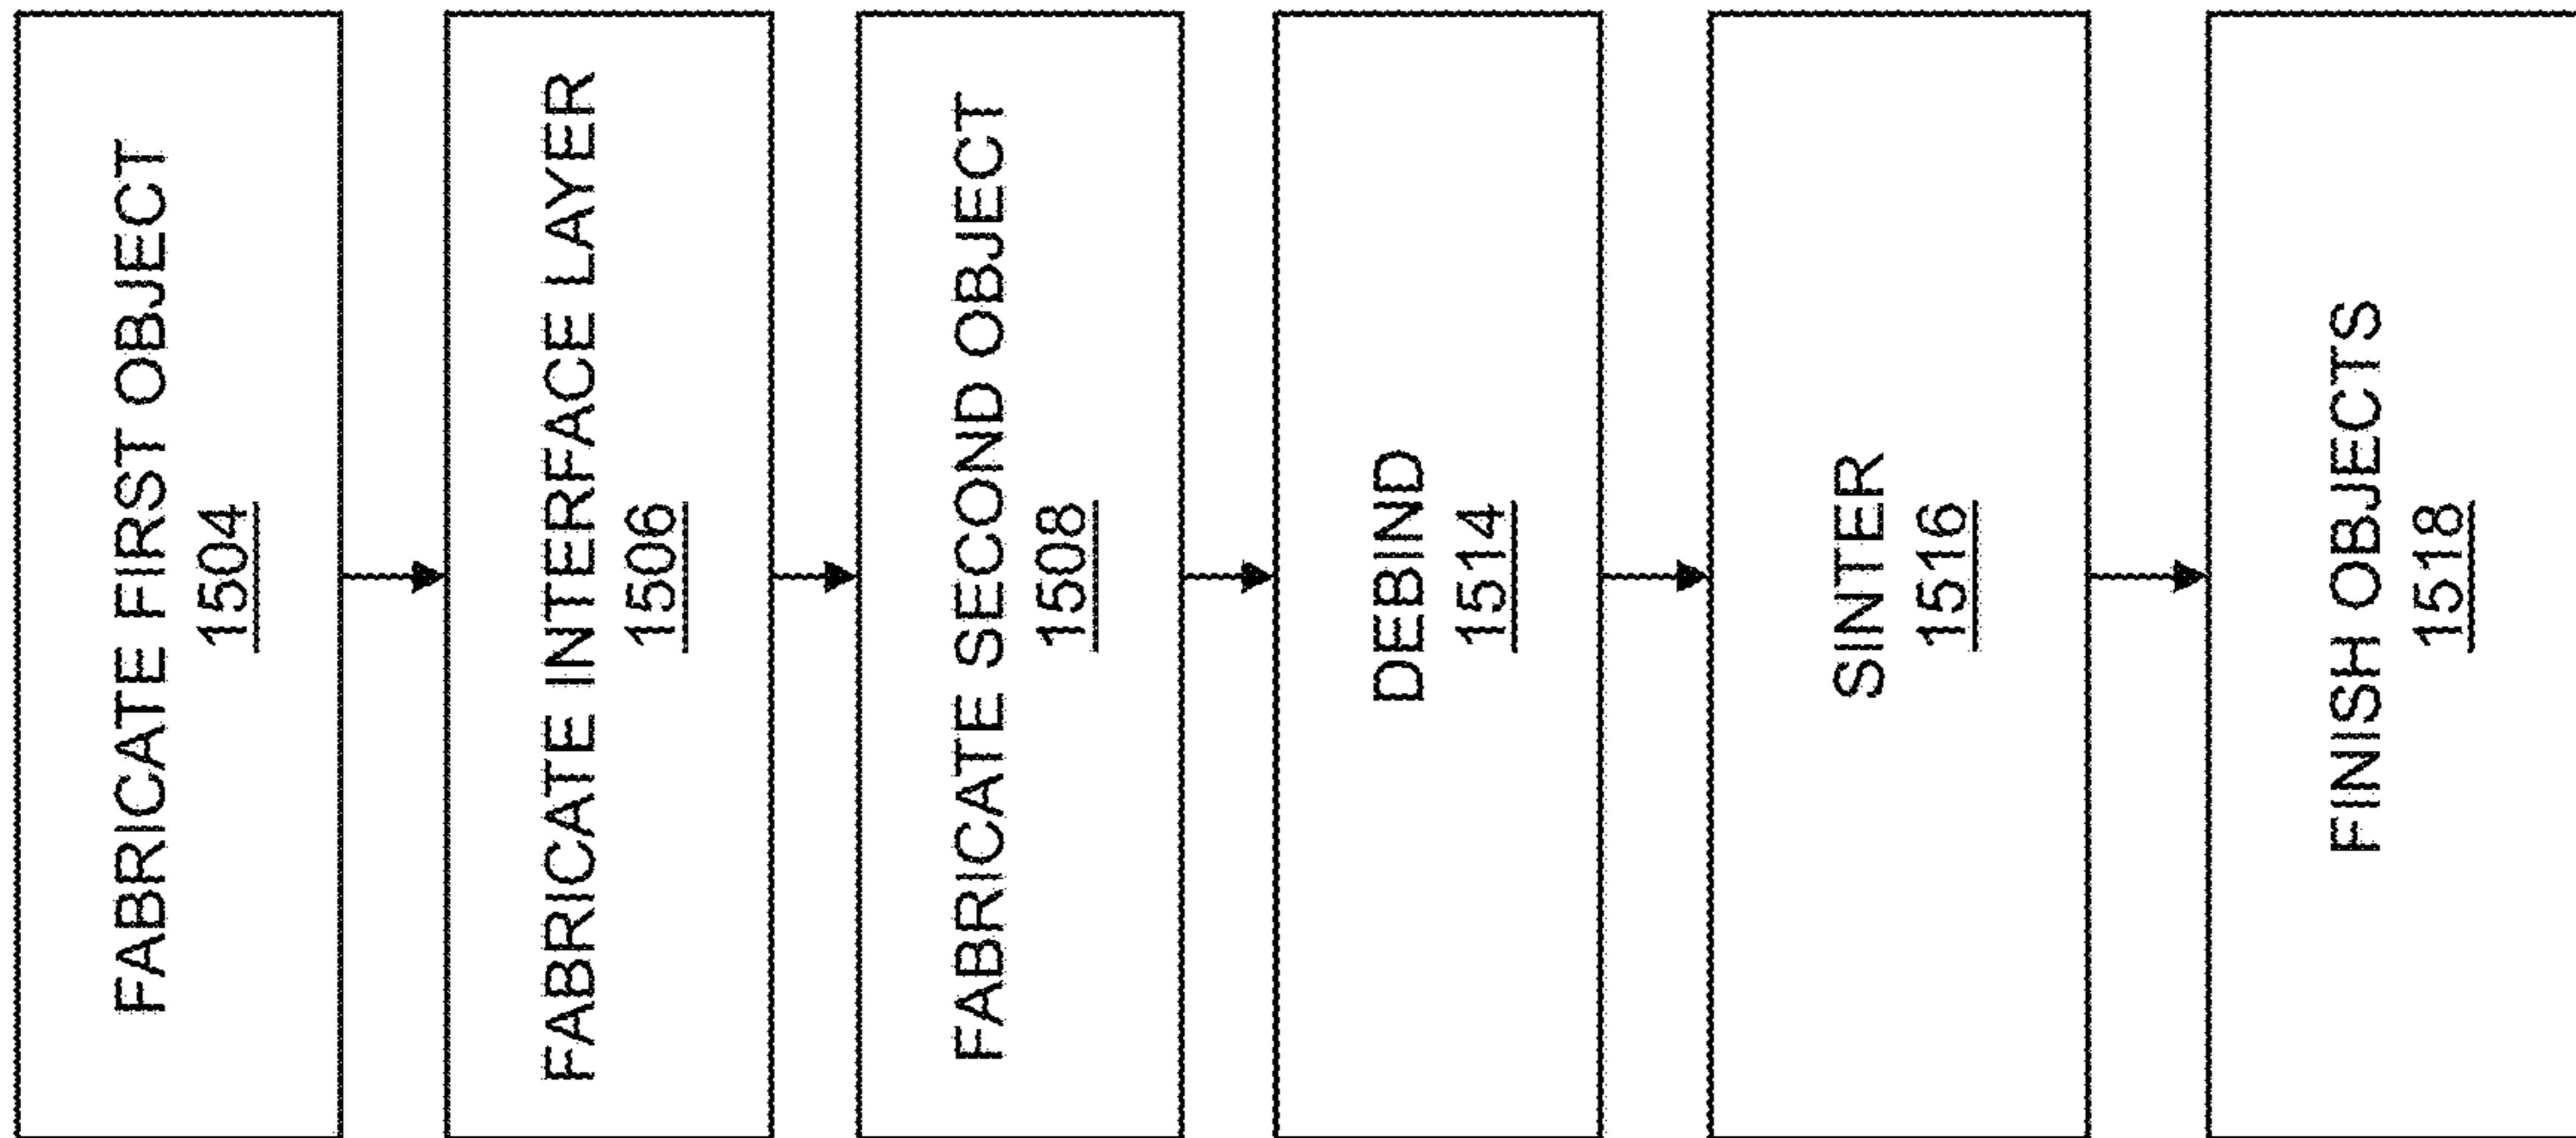 FABRICATE FIRST OBJECT
1504
FABRICATE INTERFACE LAYER
1506
FABRICATE SECOND OBJECT
1508
DEBIND
1514
SINTER
1516
FINISH OBJECTS
1518